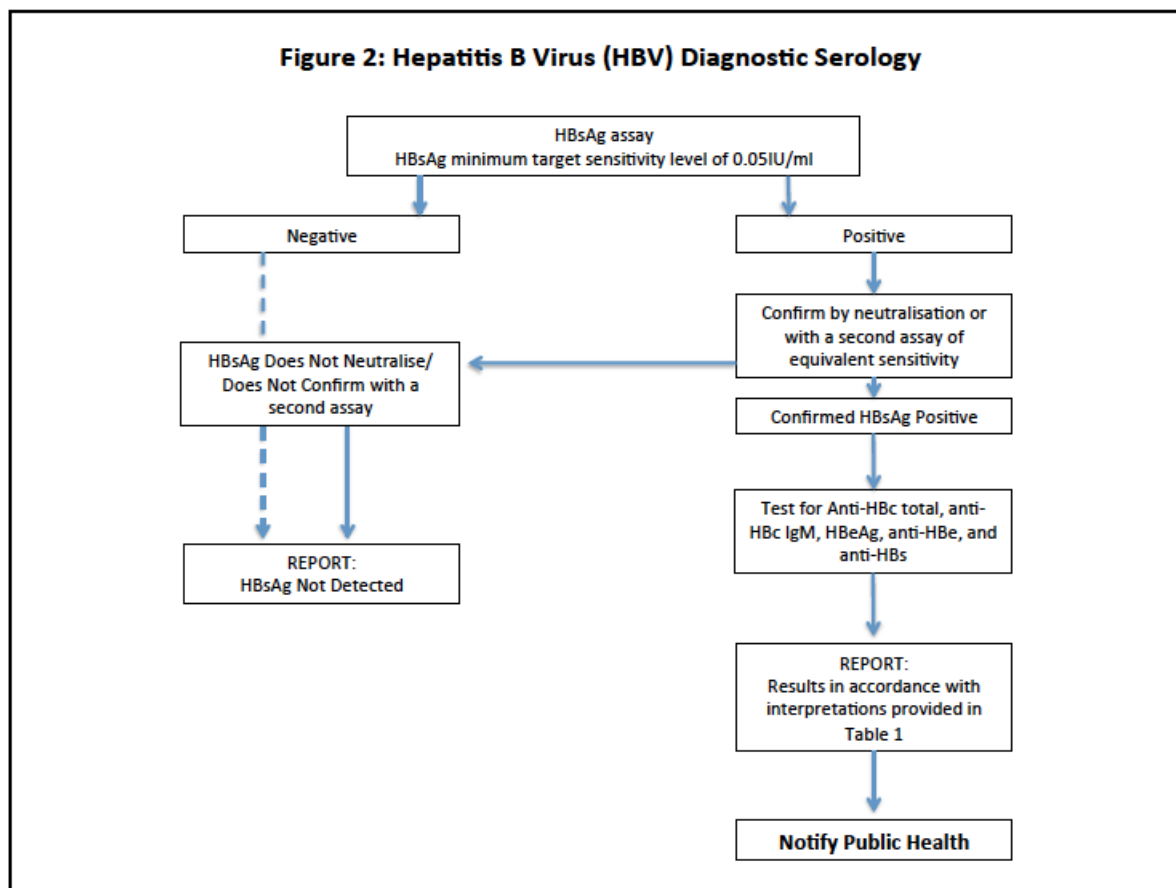 Figure 2: Hepatitis B Virus (HBV) Diagnostic Serology
HBsAg assay
HBsAg minimum target sensitivity level of 0.05IU/ml
Negative
Positive
Confirm by neutralisation or
with a second assay of
equivalent sensitivity
HBsAg Does Not Neutralise/
Does Not Confirm with a
second assay
Confirmed HBsAg Positive
Test for Anti-HBc total, anti-
HBc IgM, HBeAg, anti-HBe, and
anti-HBs
REPORT:
HBsAg Not Detected
REPORT:
Results in accordance with
interpretations provided in
Table 1
Notify Public Health